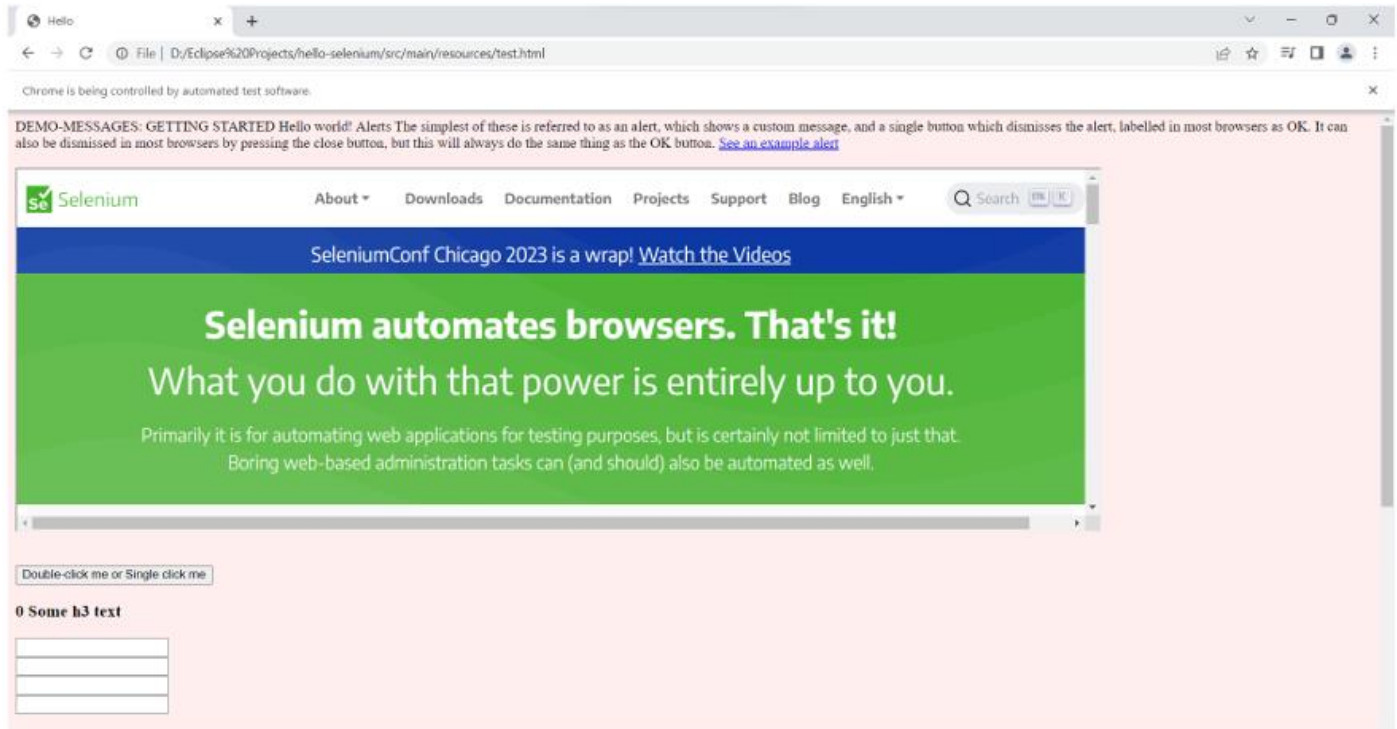 Hello
File | D:/Eclipse%20Projects/hello-selenium/src/main/resources/test.html
Chrome is being controlled by automated test software.
DEMO-MESSAGES: GETTING STARTED Hello world! Alerts The simplest of these is referred to as an alert, which shows a custom message, and a single button which dismisses the alert, labelled in most browsers as OK. It can
also be dismissed in most browsers by pressing the close button, but this will always do the same thing as the OK button. See an example alert
Se Selenium About Downloads Documentation Projects Support Blog English Search K
SeleniumConf Chicago 2023 is a wrap! Watch the Videos
Selenium automates browsers. That's it!
What you do with that power is entirely up to you.
Primarily it is for automating web applications for testing purposes, but is certainly not limited to just that.
Boring web-based administration tasks can (and should) also be automated as well.
Double-click me or Single click me
0 Some h3 text